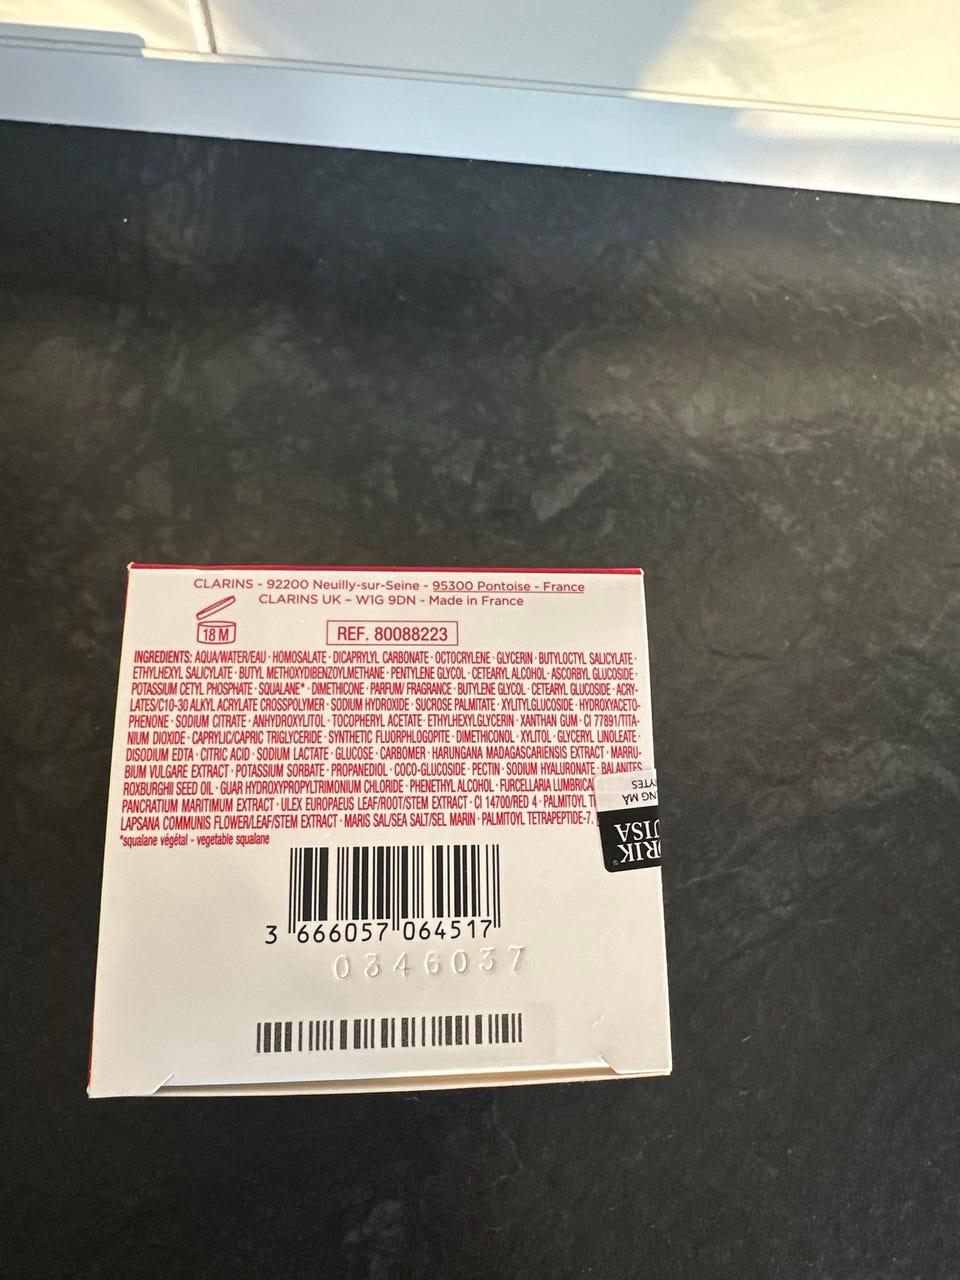 CLARINS - 92200 Neuilly-sur-Seine - 95300 Pontoise - France
CLARINS UK – W1G 9DN - Made in France
18 M
REF. 80088223
INGREDIENTS: AQUA/WATER/EAU · HOMOSALATE · DICAPRYLYL CARBONATE · OCTOCRYLENE · GLYCERIN · BUTYLOCTYL SALICYLATE ·
ETHYLHEXYL SALICYLATE · BUTYL METHOXYDIBENZOYLMETHANE · PENTYLENE GLYCOL · CETEARYL ALCOHOL · ASCORBYL GLUCOSIDE ·
POTASSIUM CETYL PHOSPHATE · SQUALANE* · DIMETHICONE · PARFUM/ FRAGRANCE · BUTYLENE GLYCOL · CETEARYL GLUCOSIDE · ACRY-
LATES/C10-30 ALKYL ACRYLATE CROSSPOLYMER · SODIUM HYDROXIDE · SUCROSE PALMITATE · XYLITYLGLUCOSIDE · HYDROXYACETO-
PHENONE · SODIUM CITRATE · ANHYDROXYLITOL · TOCOPHERYL ACETATE · ETHYLHEXYLGLYCERIN · XANTHAN GUM · CI 77891/TITA-
NIUM DIOXIDE · CAPRYLIC/CAPRIC TRIGLYCERIDE · SYNTHETIC FLUORPHLOGOPITE · DIMETHICONOL · XYLITOL · GLYCERYL LINOLEATE ·
DISODIUM EDTA · CITRIC ACID · SODIUM LACTATE · GLUCOSE · CARBOMER · HARUNGANA MADAGASCARIENSIS EXTRACT · MARRU-
BIUM VULGARE EXTRACT · POTASSIUM SORBATE · PROPANEDIOL · COCO-GLUCOSIDE · PECTIN · SODIUM HYALURONATE · BALANITES
ROXBURGHII SEED OIL · GUAR HYDROXYPROPYLTRIMONIUM CHLORIDE · PHENETHYL ALCOHOL · FURCELLARIA LUMBRICA
PANCRATIUM MARITIMUM EXTRACT · ULEX EUROPAEUS LEAF/ROOT/STEM EXTRACT · CI 14700/RED 4 · PALMITOYL
LAPSANA COMMUNIS FLOWER/LEAF/STEM EXTRACT · MARIS SAL/SEA SALT/SEL MARIN · PALMITOYL TETRAPEPTIDE-7.
*squalane végétal - vegetable squalane
NG MÅ
YTES
RIK
UISA
3 666057 064517
0346037